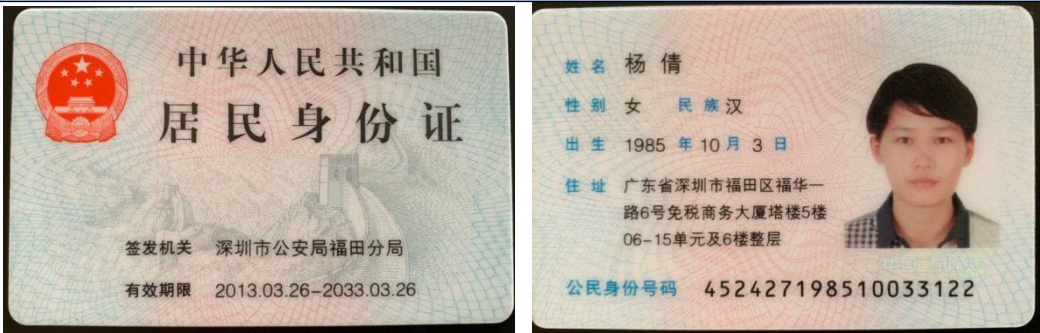 中华人民共和国
居民身份证
签发机关 深圳市公安局福田分局
有效期限 2013.03.26-2033.03.26
姓名 杨倩
性别 女 民族 汉
出生 1985 年 10 月 3 日
住址 广东省深圳市福田区福华一
路6号免税商务大厦塔楼5楼
06-15单元及6楼整层
公民身份号码 452427198510033122